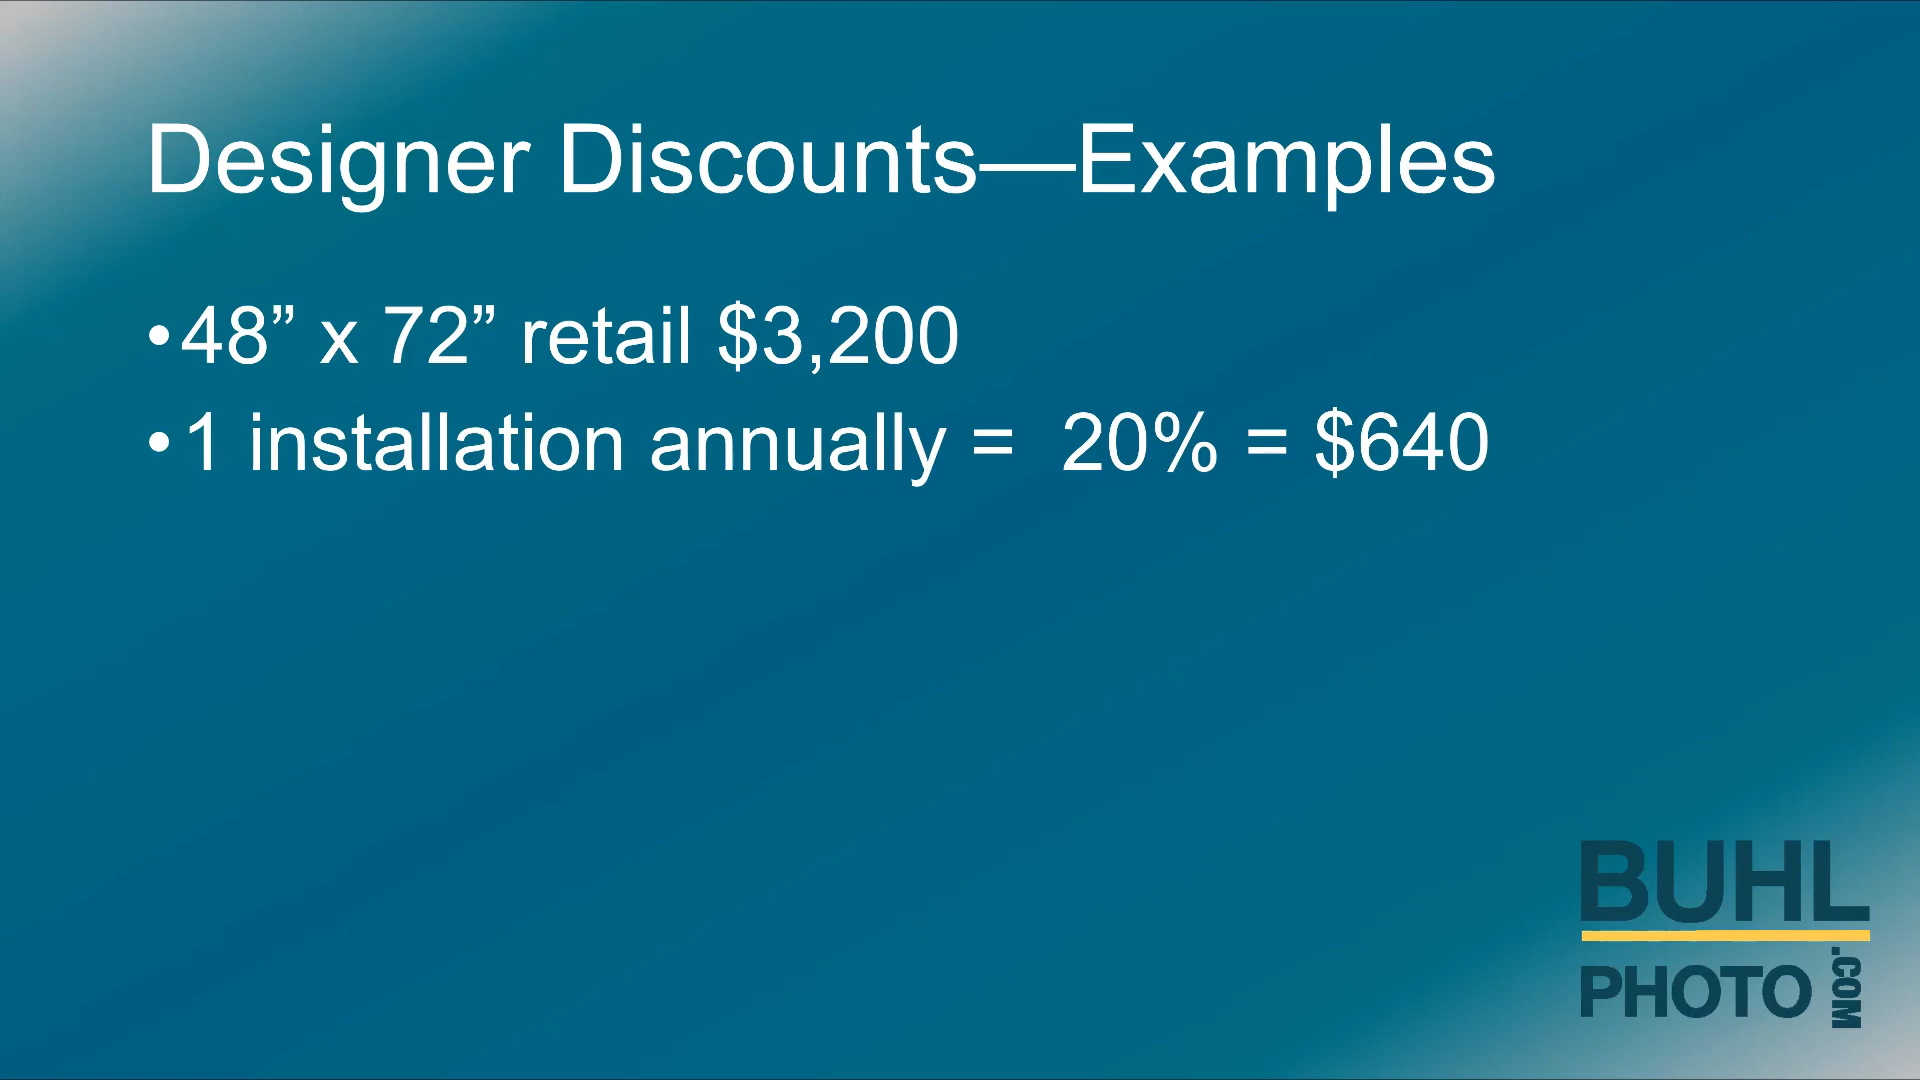 Designer Discounts—Examples
•48” x 72” retail $3,200
•1 installation annually =  20% = $640
BUHL
PHOTO
.COM